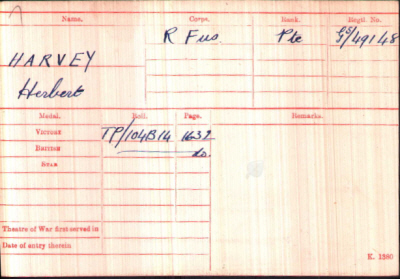 Name. Corps. Rank. Regtl. No.
HARVEY R Fus Pte GS/49148
Herbert
Medal. Roll. Page. Remarks.
VICTORY TP/104B14 1639
BRITISH do.
STAR
Theatre of War first served in
Date of entry therein
K. 1380